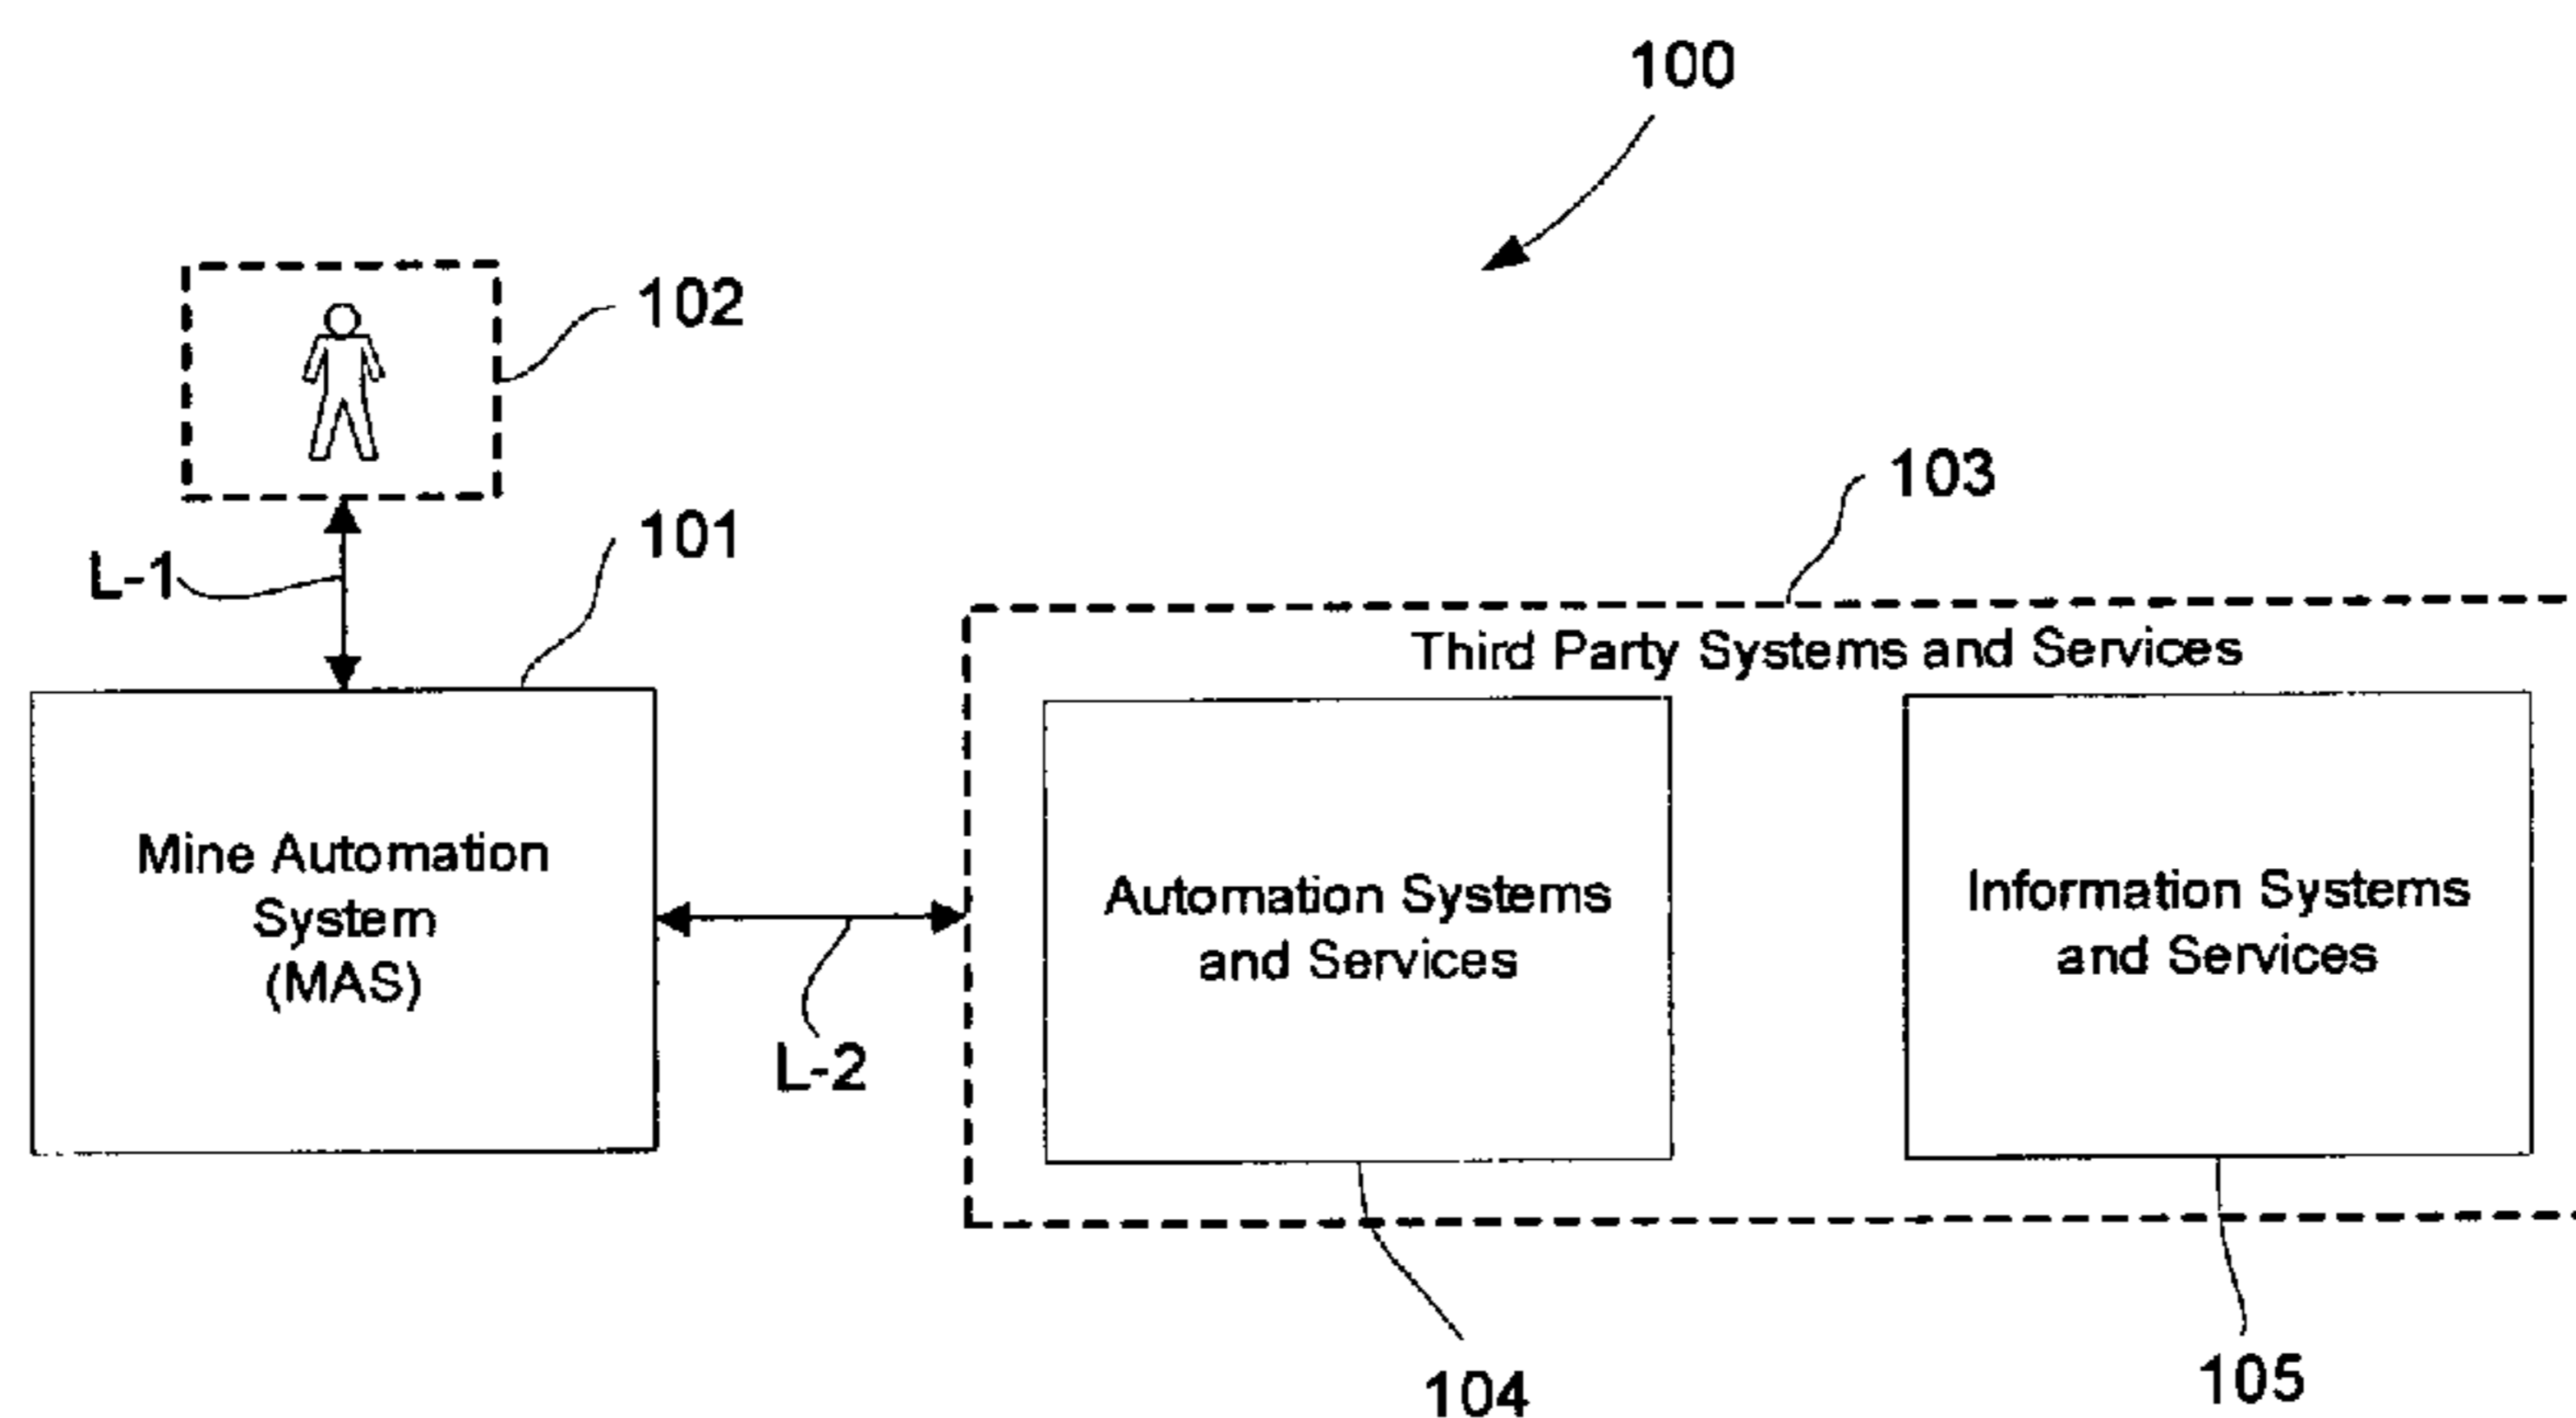 100
102
101
L-1
103
Third Party Systems and Services
Mine Automation
System
(MAS)
Automation Systems
and Services
Information Systems
and Services
L-2
104
105